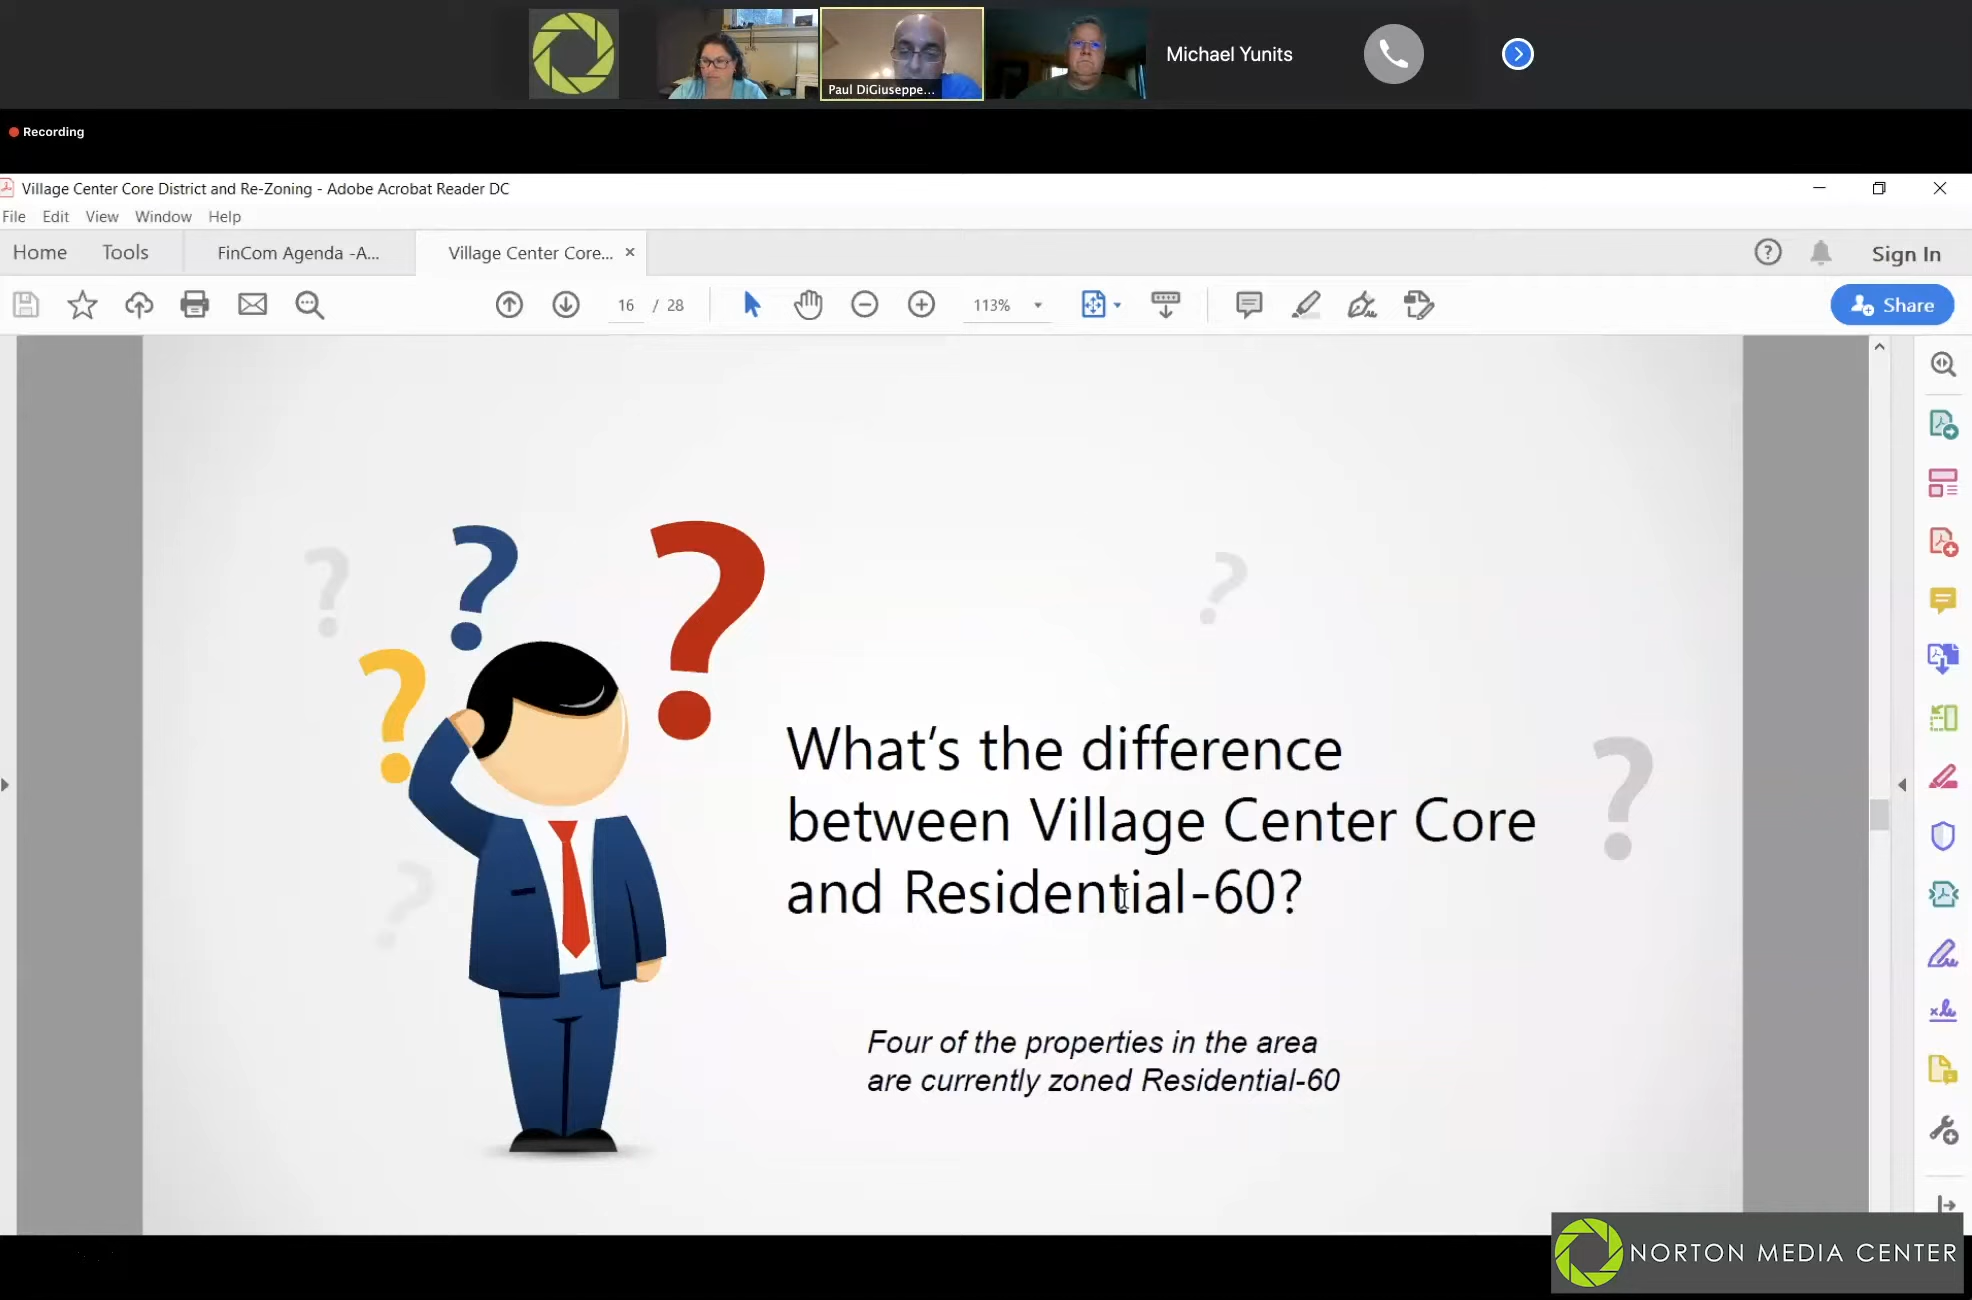 Paul DiGiuseppe...
Michael Yunits
Recording
Village Center Core District and Re-Zoning - Adobe Acrobat Reader DC
File Edit View Window Help
Home Tools FinCom Agenda -A... Village Center Core... ×
? Sign In
16 / 28 113% Share
What's the difference
between Village Center Core
and Residential-60?
Four of the properties in the area
are currently zoned Residential-60
NORTON MEDIA CENTER